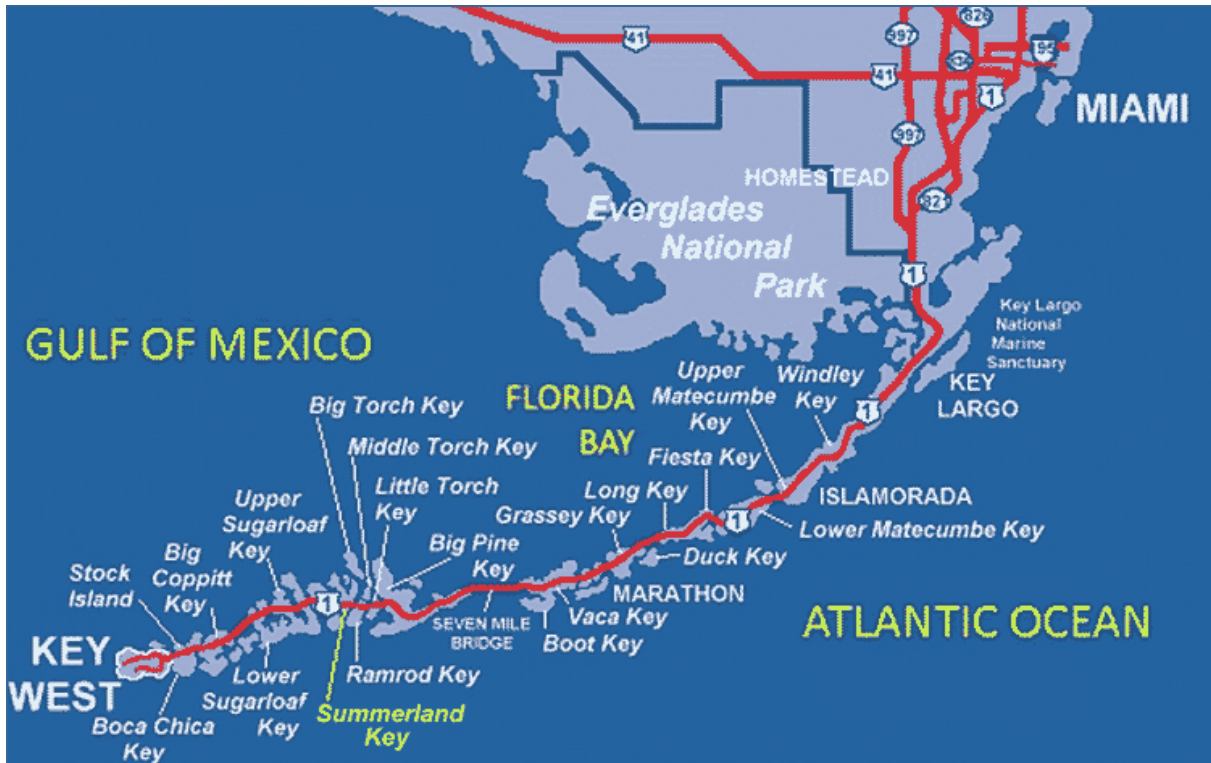 41
997
826
95
41
1
MIAMI
997
HOMESTEAD
821
Everglades
National
Park
1
Key Largo
National
Marine
Sanctuary
GULF OF MEXICO
KEY
LARGO
Upper
Matecumbe
Key
Windley
Key
FLORIDA
BAY
Big Torch Key
1
Middle Torch Key
Fiesta Key
Little Torch
Key
Long Key
ISLAMORADA
Upper
Sugarloaf
Key
Grassey Key
1
Lower Matecumbe Key
Big Pine
Key
Duck Key
Big
Coppitt
Key
Stock
Island
MARATHON
1
SEVEN MILE
BRIDGE
Vaca Key
Boot Key
ATLANTIC OCEAN
KEY
WEST
Lower
Sugarloaf
Key
Ramrod Key
Summerland
Key
Boca Chica
Key